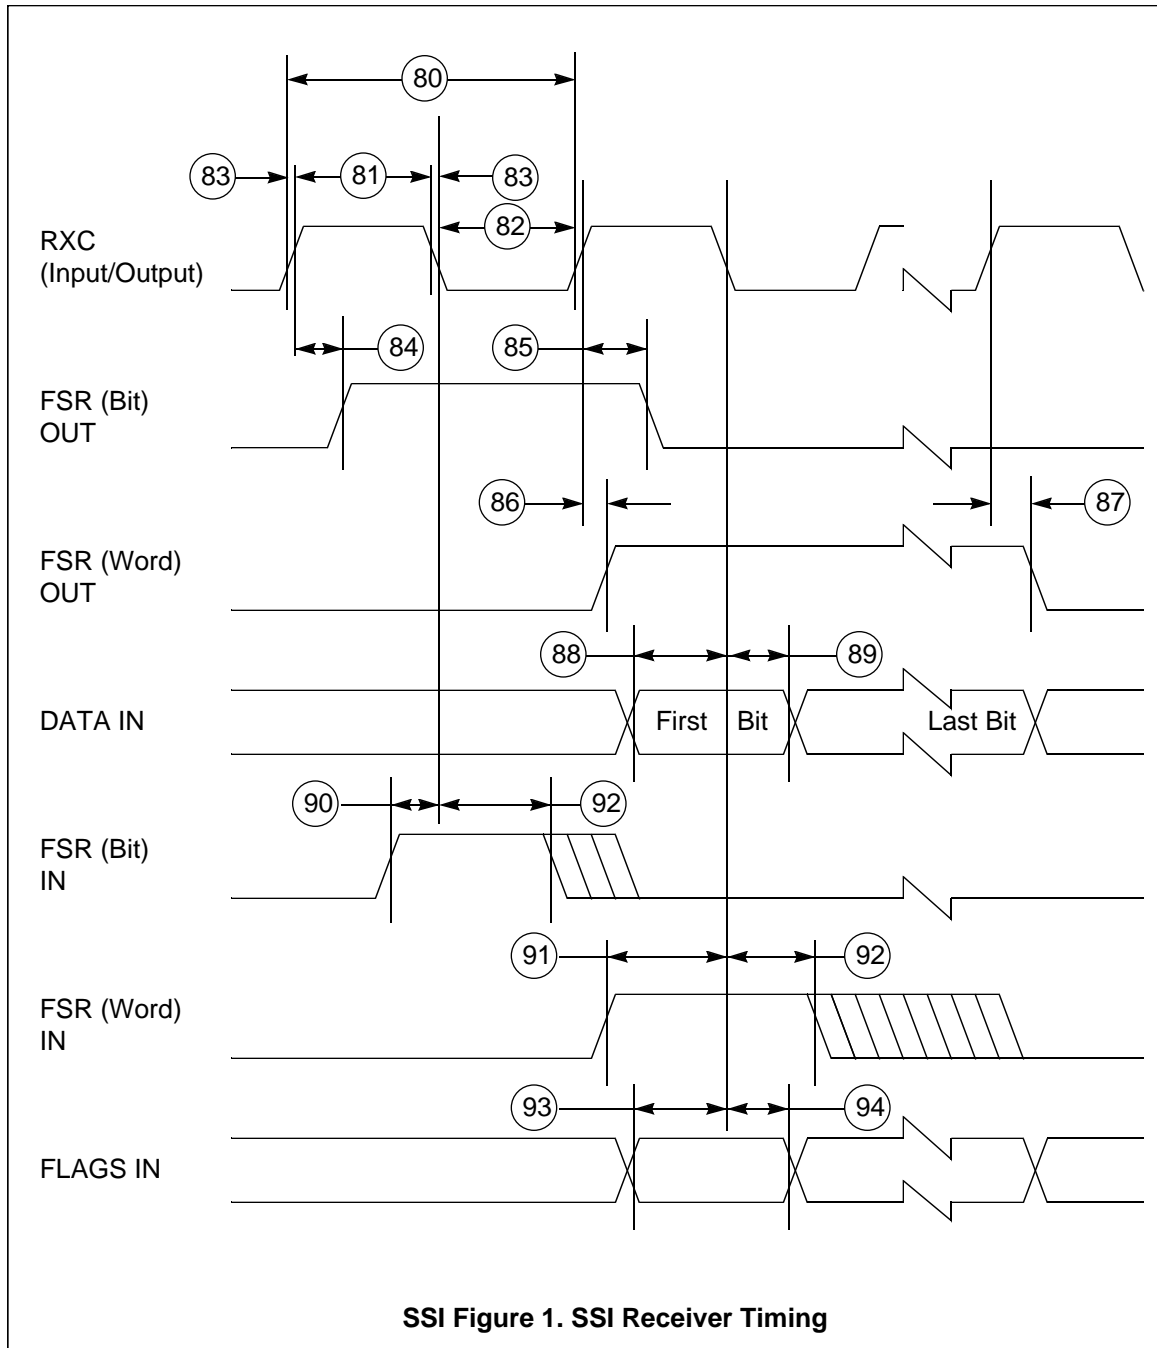 80
83
81
83
82
RXC
(Input/Output)
84
85
FSR (Bit)
OUT
86
87
FSR (Word)
OUT
88
89
DATA IN
First Bit
Last Bit
90
92
FSR (Bit)
IN
91
92
FSR (Word)
IN
93
94
FLAGS IN
SSI Figure 1. SSI Receiver Timing